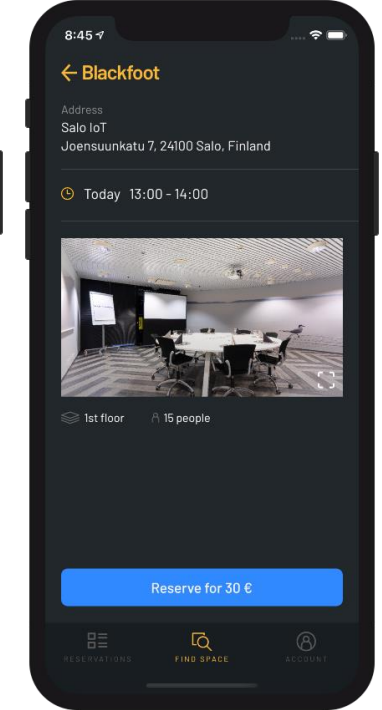 8:45
Blackfoot
Address
Salo IoT
Joensuunkatu 7, 24100 Salo, Finland
Today 13:00 - 14:00
1st floor 15 people
Reserve for 30 €
RESERVATIONS FIND SPACE ACCOUNT